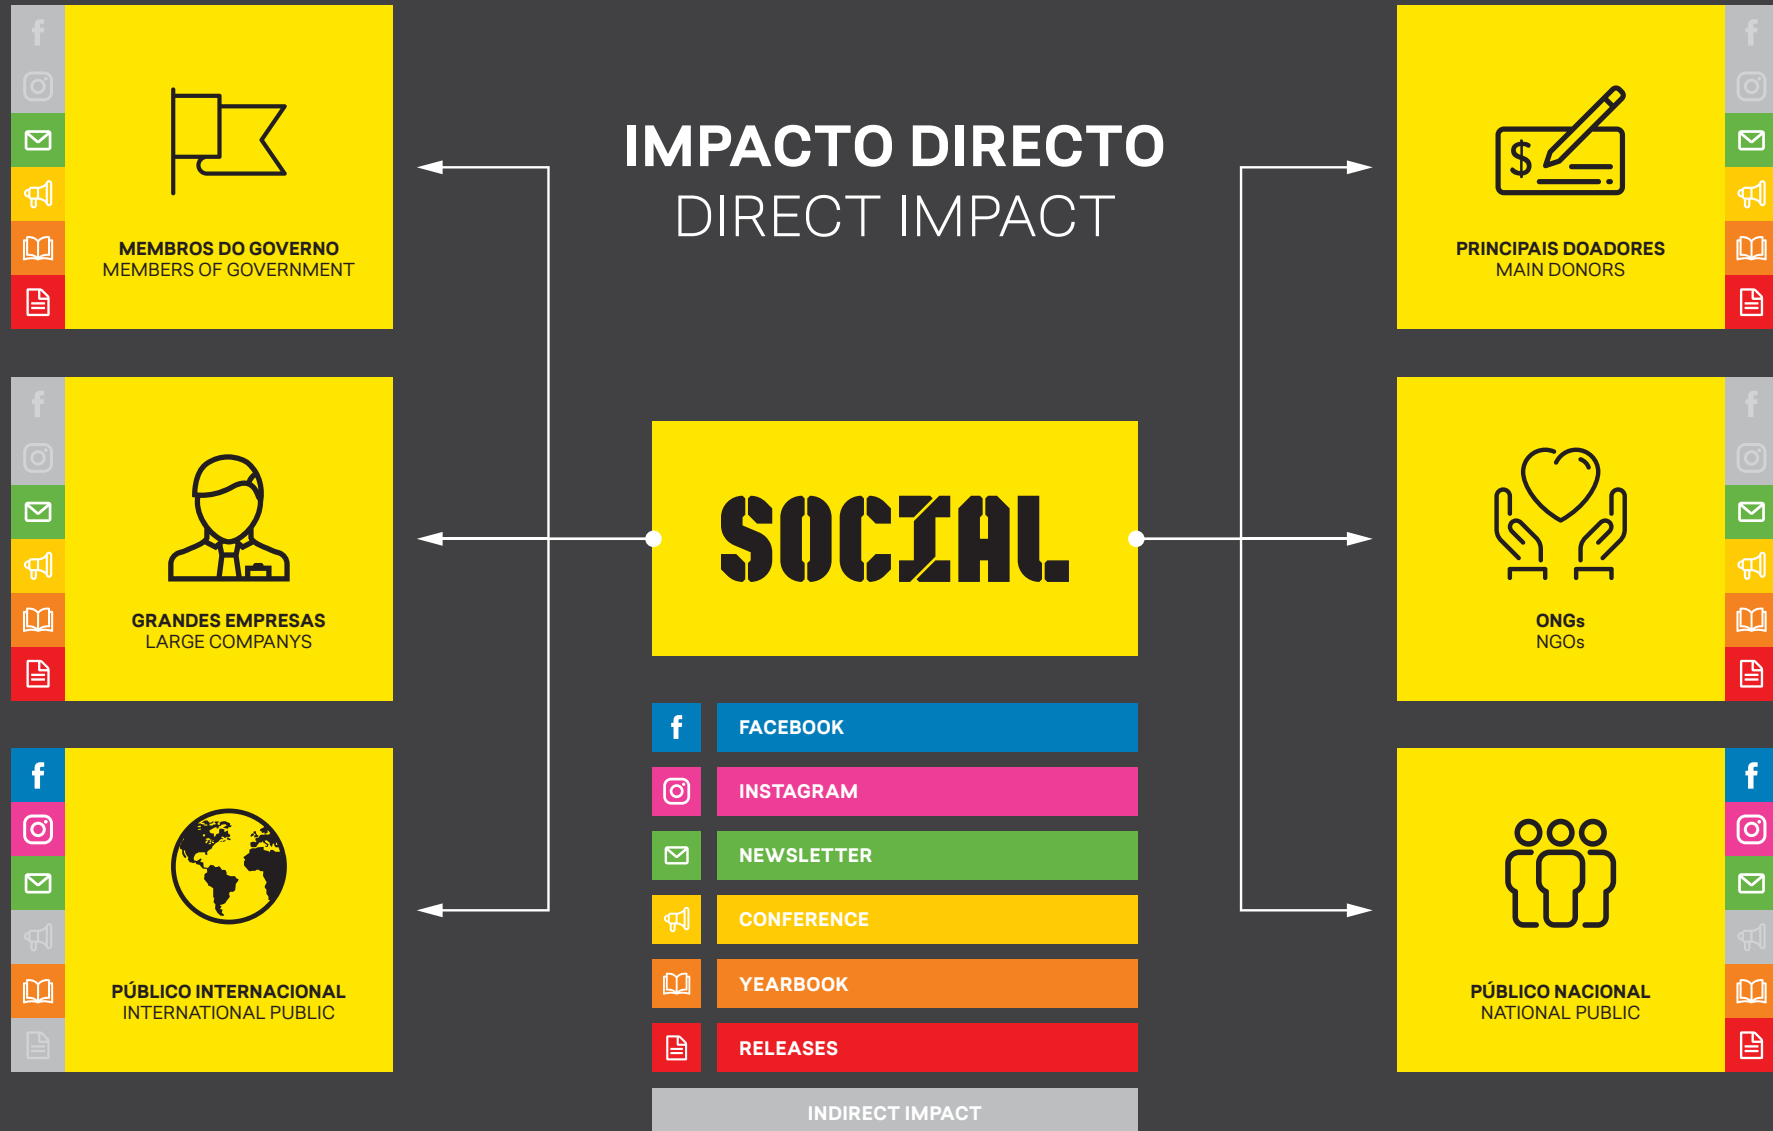 IMPACTO DIRECTO
DIRECT IMPACT
MEMBROS DO GOVERNO
MEMBERS OF GOVERNMENT
PRINCIPAIS DOADORES
MAIN DONORS
GRANDES EMPRESAS
LARGE COMPANYS
SOCIAL
ONGs
NGOs
PÚBLICO INTERNACIONAL
INTERNATIONAL PUBLIC
FACEBOOK
INSTAGRAM
NEWSLETTER
CONFERENCE
YEARBOOK
RELEASES
INDIRECT IMPACT
PÚBLICO NACIONAL
NATIONAL PUBLIC